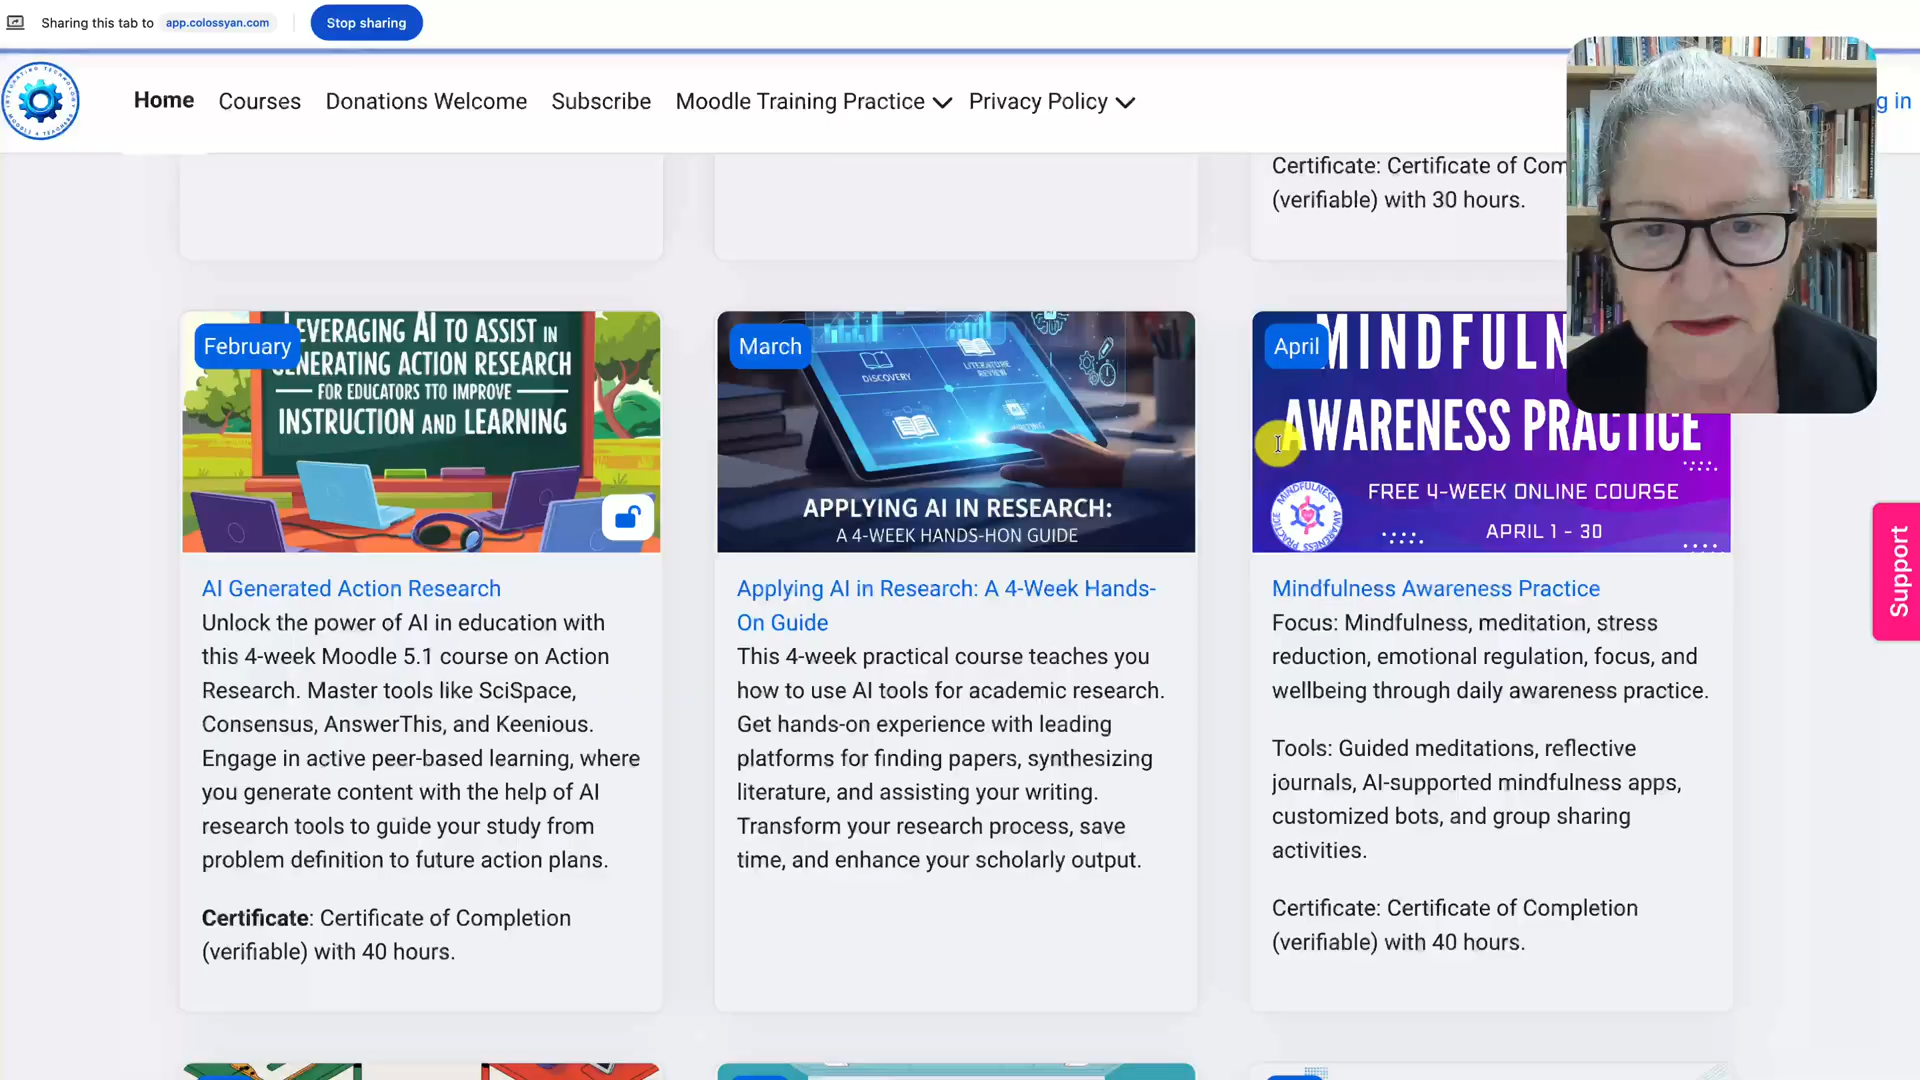 Sharing this tab to app.colossyan.com
Stop sharing
Home
Courses
Donations Welcome
Subscribe
Moodle Training Practice
Privacy Policy
g in
Certificate: Certificate of Com
(verifiable) with 30 hours.
February
LEVERAGING AI TO ASSIST IN
GENERATING ACTION RESEARCH
FOR EDUCATORS TTO IMPROVE
INSTRUCTION AND LEARNING
AI Generated Action Research
Unlock the power of AI in education with
this 4-week Moodle 5.1 course on Action
Research. Master tools like SciSpace,
Consensus, AnswerThis, and Keenious.
Engage in active peer-based learning, where
you generate content with the help of AI
research tools to guide your study from
problem definition to future action plans.
Certificate: Certificate of Completion
(verifiable) with 40 hours.
March
DISCOVERY
LITERATURE
REVIEW
APPLYING AI IN RESEARCH:
A 4-WEEK HANDS-HON GUIDE
Applying AI in Research: A 4-Week Hands-
On Guide
This 4-week practical course teaches you
how to use AI tools for academic research.
Get hands-on experience with leading
platforms for finding papers, synthesizing
literature, and assisting your writing.
Transform your research process, save
time, and enhance your scholarly output.
April
MINDFULN
AWARENESS PRACTICE
FREE 4-WEEK ONLINE COURSE
APRIL 1 - 30
MINDFULNESS AWARENESS PRACTICE
Mindfulness Awareness Practice
Focus: Mindfulness, meditation, stress
reduction, emotional regulation, focus, and
wellbeing through daily awareness practice.
Tools: Guided meditations, reflective
journals, AI-supported mindfulness apps,
customized bots, and group sharing
activities.
Certificate: Certificate of Completion
(verifiable) with 40 hours.
Support